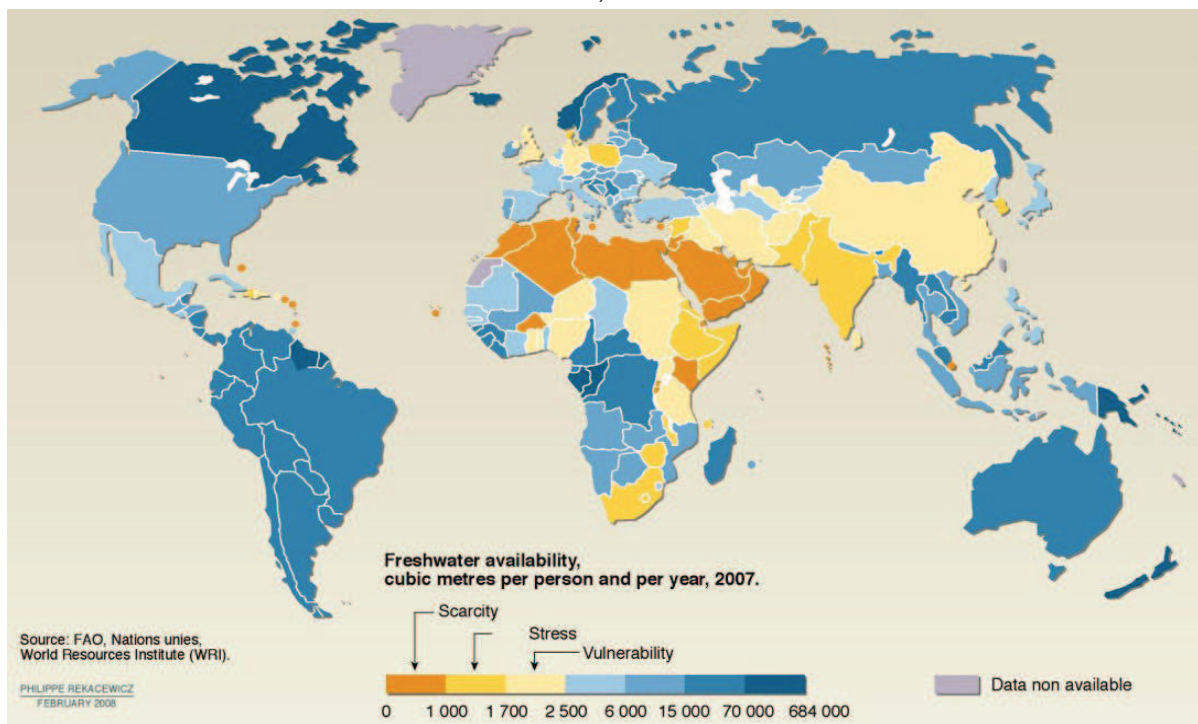 Freshwater availability,
cubic metres per person and per year, 2007.
Scarcity
Stress
Vulnerability
0 1 000 1 700 2 500 6 000 15 000 70 000 684 000
Data non available
Source: FAO, Nations unies,
World Resources Institute (WRI).
PHILIPPE REKACEWICZ
FEBRUARY 2008